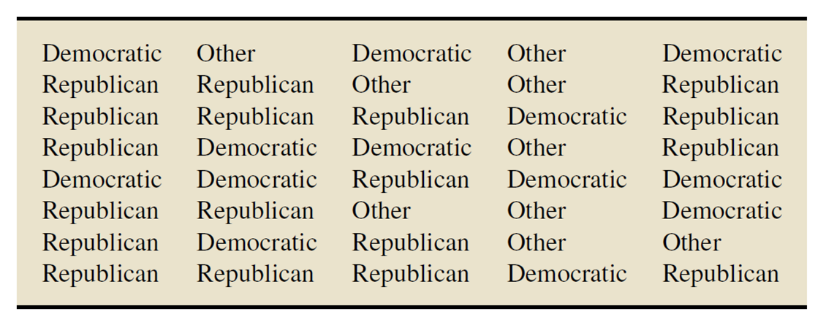 Democratic Other Democratic Other Democratic
Republican Republican Other Other Republican
Republican Republican Republican Democratic Republican
Republican Democratic Democratic Other Republican
Democratic Democratic Republican Democratic Democratic
Republican Republican Other Other Democratic
Republican Democratic Republican Other Other
Republican Republican Republican Democratic Republican